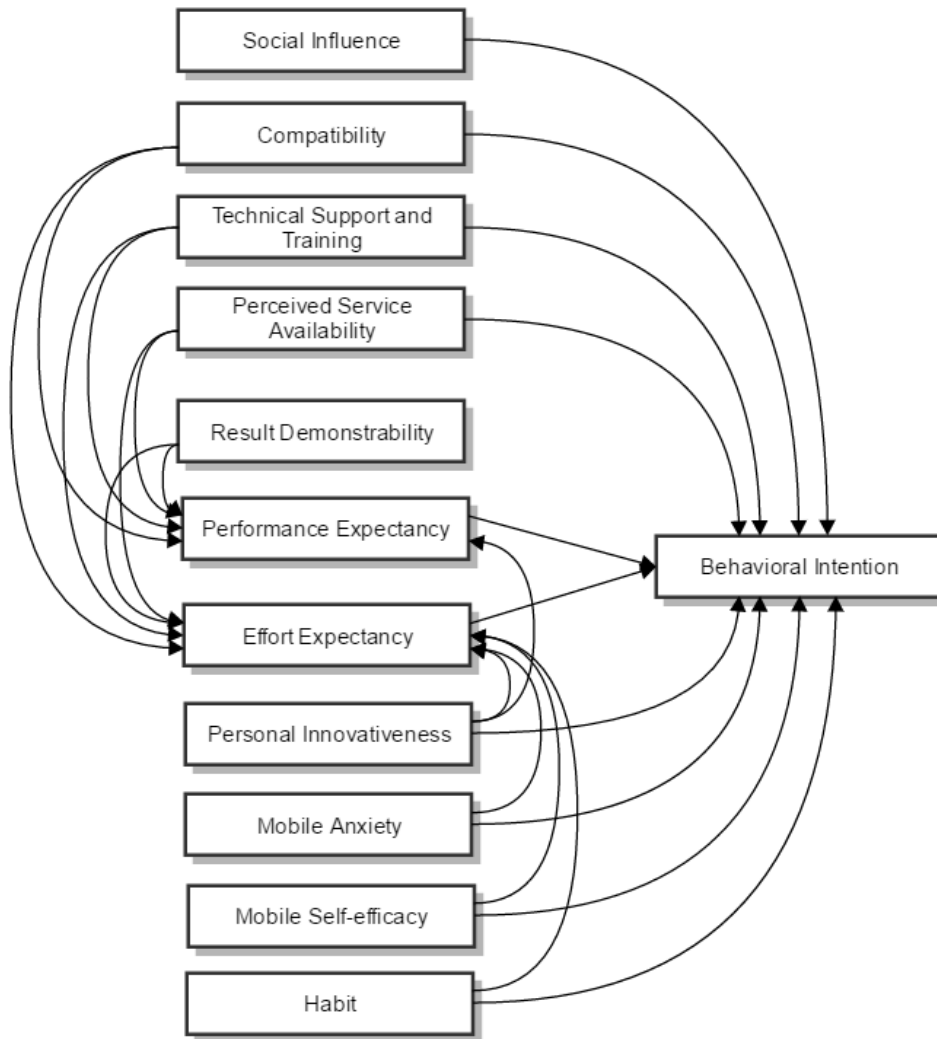 Social Influence
Compatibility
Technical Support and
Training
Perceived Service
Availability
Result Demonstrability
Performance Expectancy
Behavioral Intention
Effort Expectancy
Personal Innovativeness
Mobile Anxiety
Mobile Self-efficacy
Habit